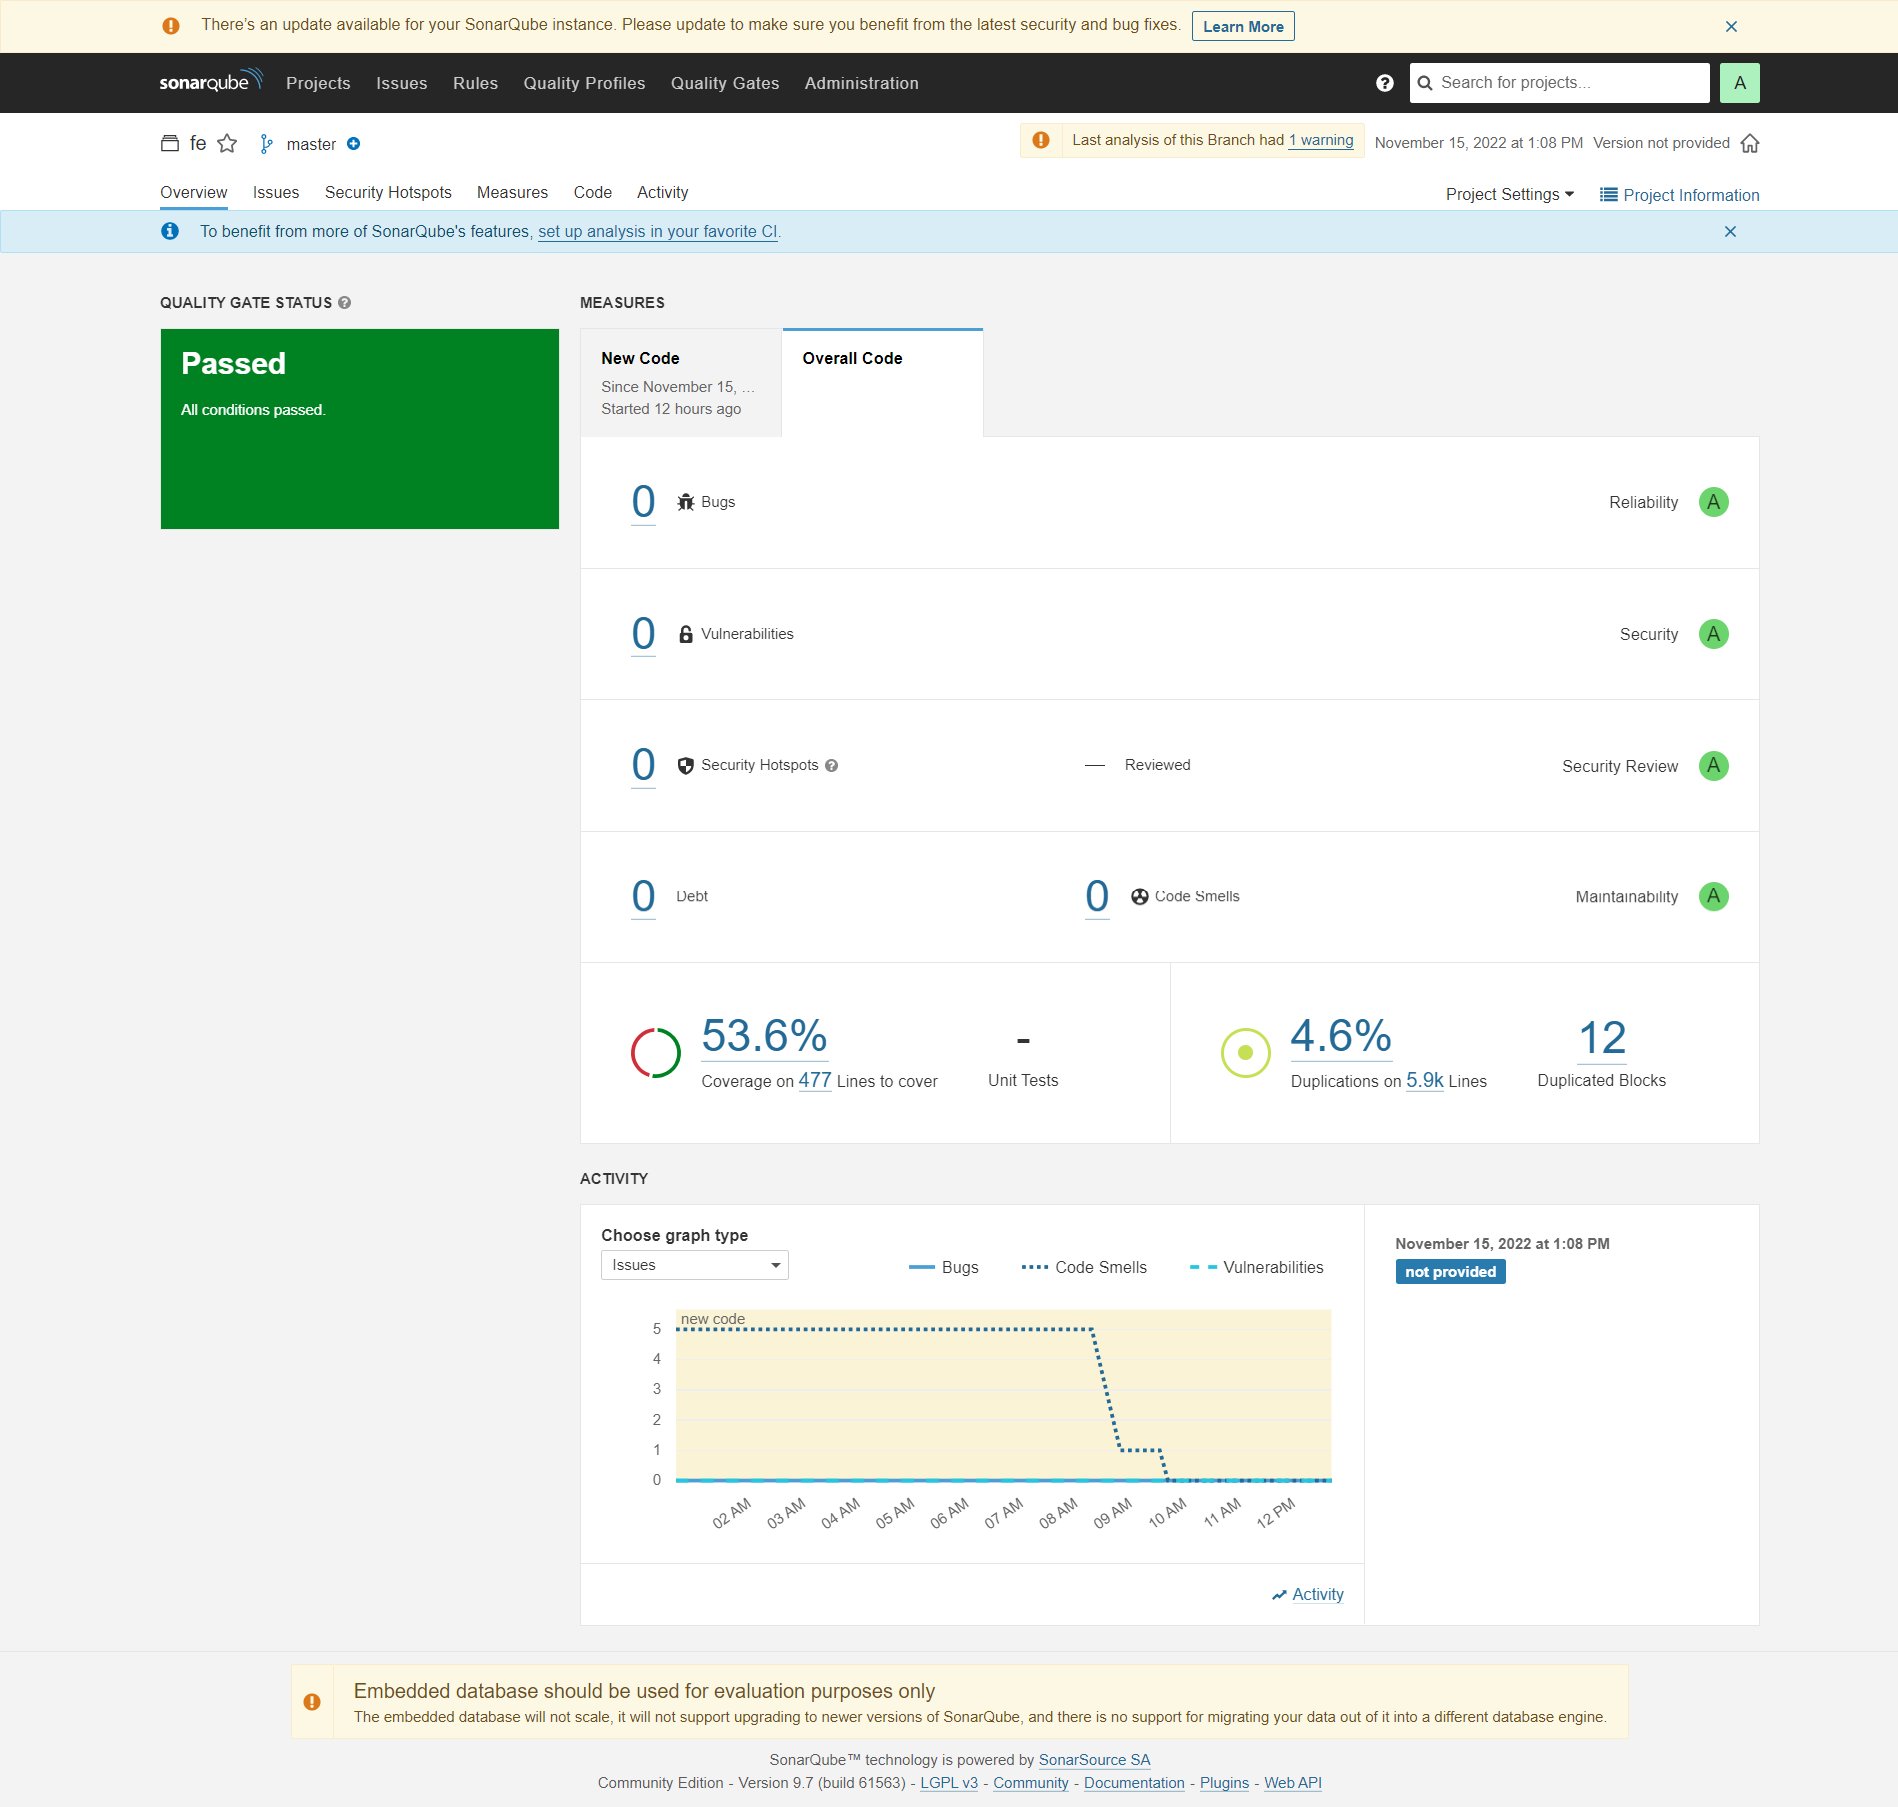 There's an update available for your SonarQube instance. Please update to make sure you benefit from the latest security and bug fixes. Learn More
sonarqube Projects Issues Rules Quality Profiles Quality Gates Administration Search for projects... A
fe master Last analysis of this Branch had 1 warning November 15, 2022 at 1:08 PM Version not provided
Overview Issues Security Hotspots Measures Code Activity Project Settings Project Information
To benefit from more of SonarQube's features, set up analysis in your favorite CI.
QUALITY GATE STATUS
Passed
All conditions passed.
MEASURES
New Code
Since November 15, ...
Started 12 hours ago
Overall Code
0 Bugs Reliability A
0 Vulnerabilities Security A
0 Security Hotspots — Reviewed Security Review A
0 Debt 0 Code Smells Maintainability A
53.6%
Coverage on 477 Lines to cover
-
Unit Tests
4.6%
Duplications on 5.9k Lines
12
Duplicated Blocks
ACTIVITY
Choose graph type
Issues
Bugs Code Smells Vulnerabilities
new code
5
4
3
2
1
0
02 AM 03 AM 04 AM 05 AM 06 AM 07 AM 08 AM 09 AM 10 AM 11 AM 12 PM
Activity
November 15, 2022 at 1:08 PM
not provided
Embedded database should be used for evaluation purposes only
The embedded database will not scale, it will not support upgrading to newer versions of SonarQube, and there is no support for migrating your data out of it into a different database engine.
SonarQube™ technology is powered by SonarSource SA
Community Edition - Version 9.7 (build 61563) - LGPL v3 - Community - Documentation - Plugins - Web API